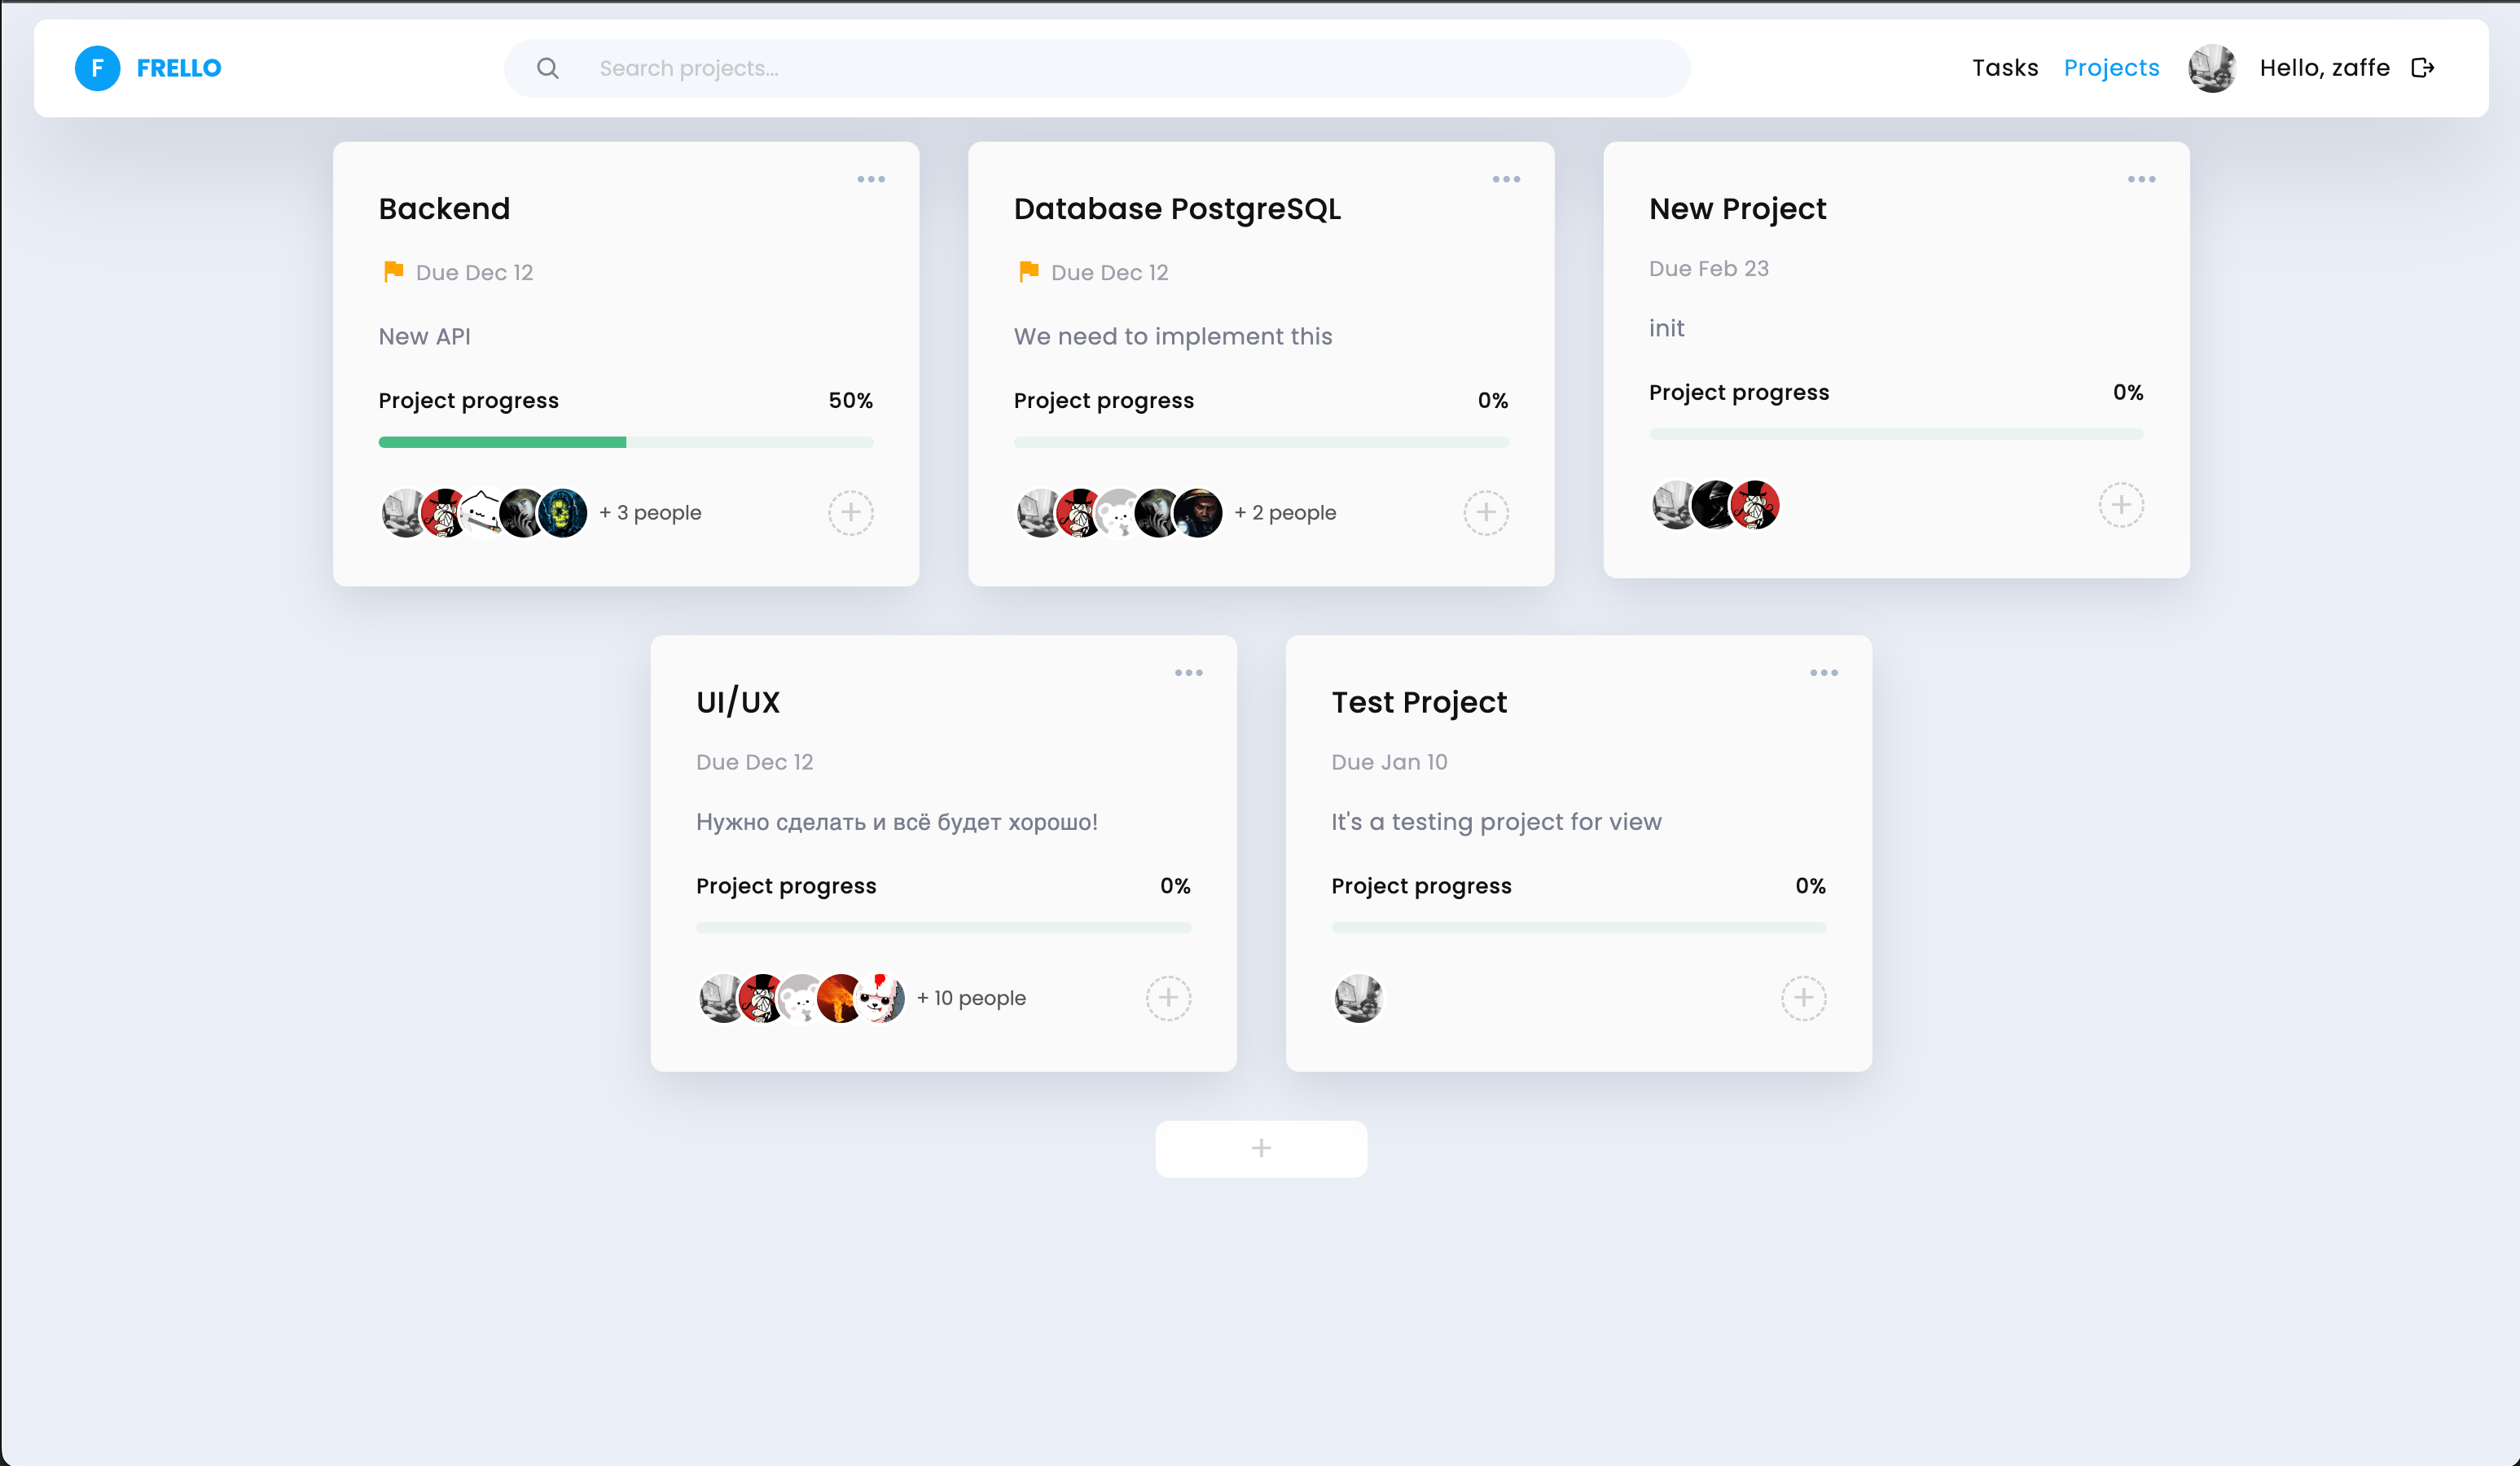 F FRELLO
Search projects...
Tasks Projects Hello, zaffe
Backend
Due Dec 12
New API
Project progress 50%
+ 3 people
Database PostgreSQL
Due Dec 12
We need to implement this
Project progress 0%
+ 2 people
New Project
Due Feb 23
init
Project progress 0%
UI/UX
Due Dec 12
Нужно сделать и всё будет хорошо!
Project progress 0%
+ 10 people
Test Project
Due Jan 10
It's a testing project for view
Project progress 0%